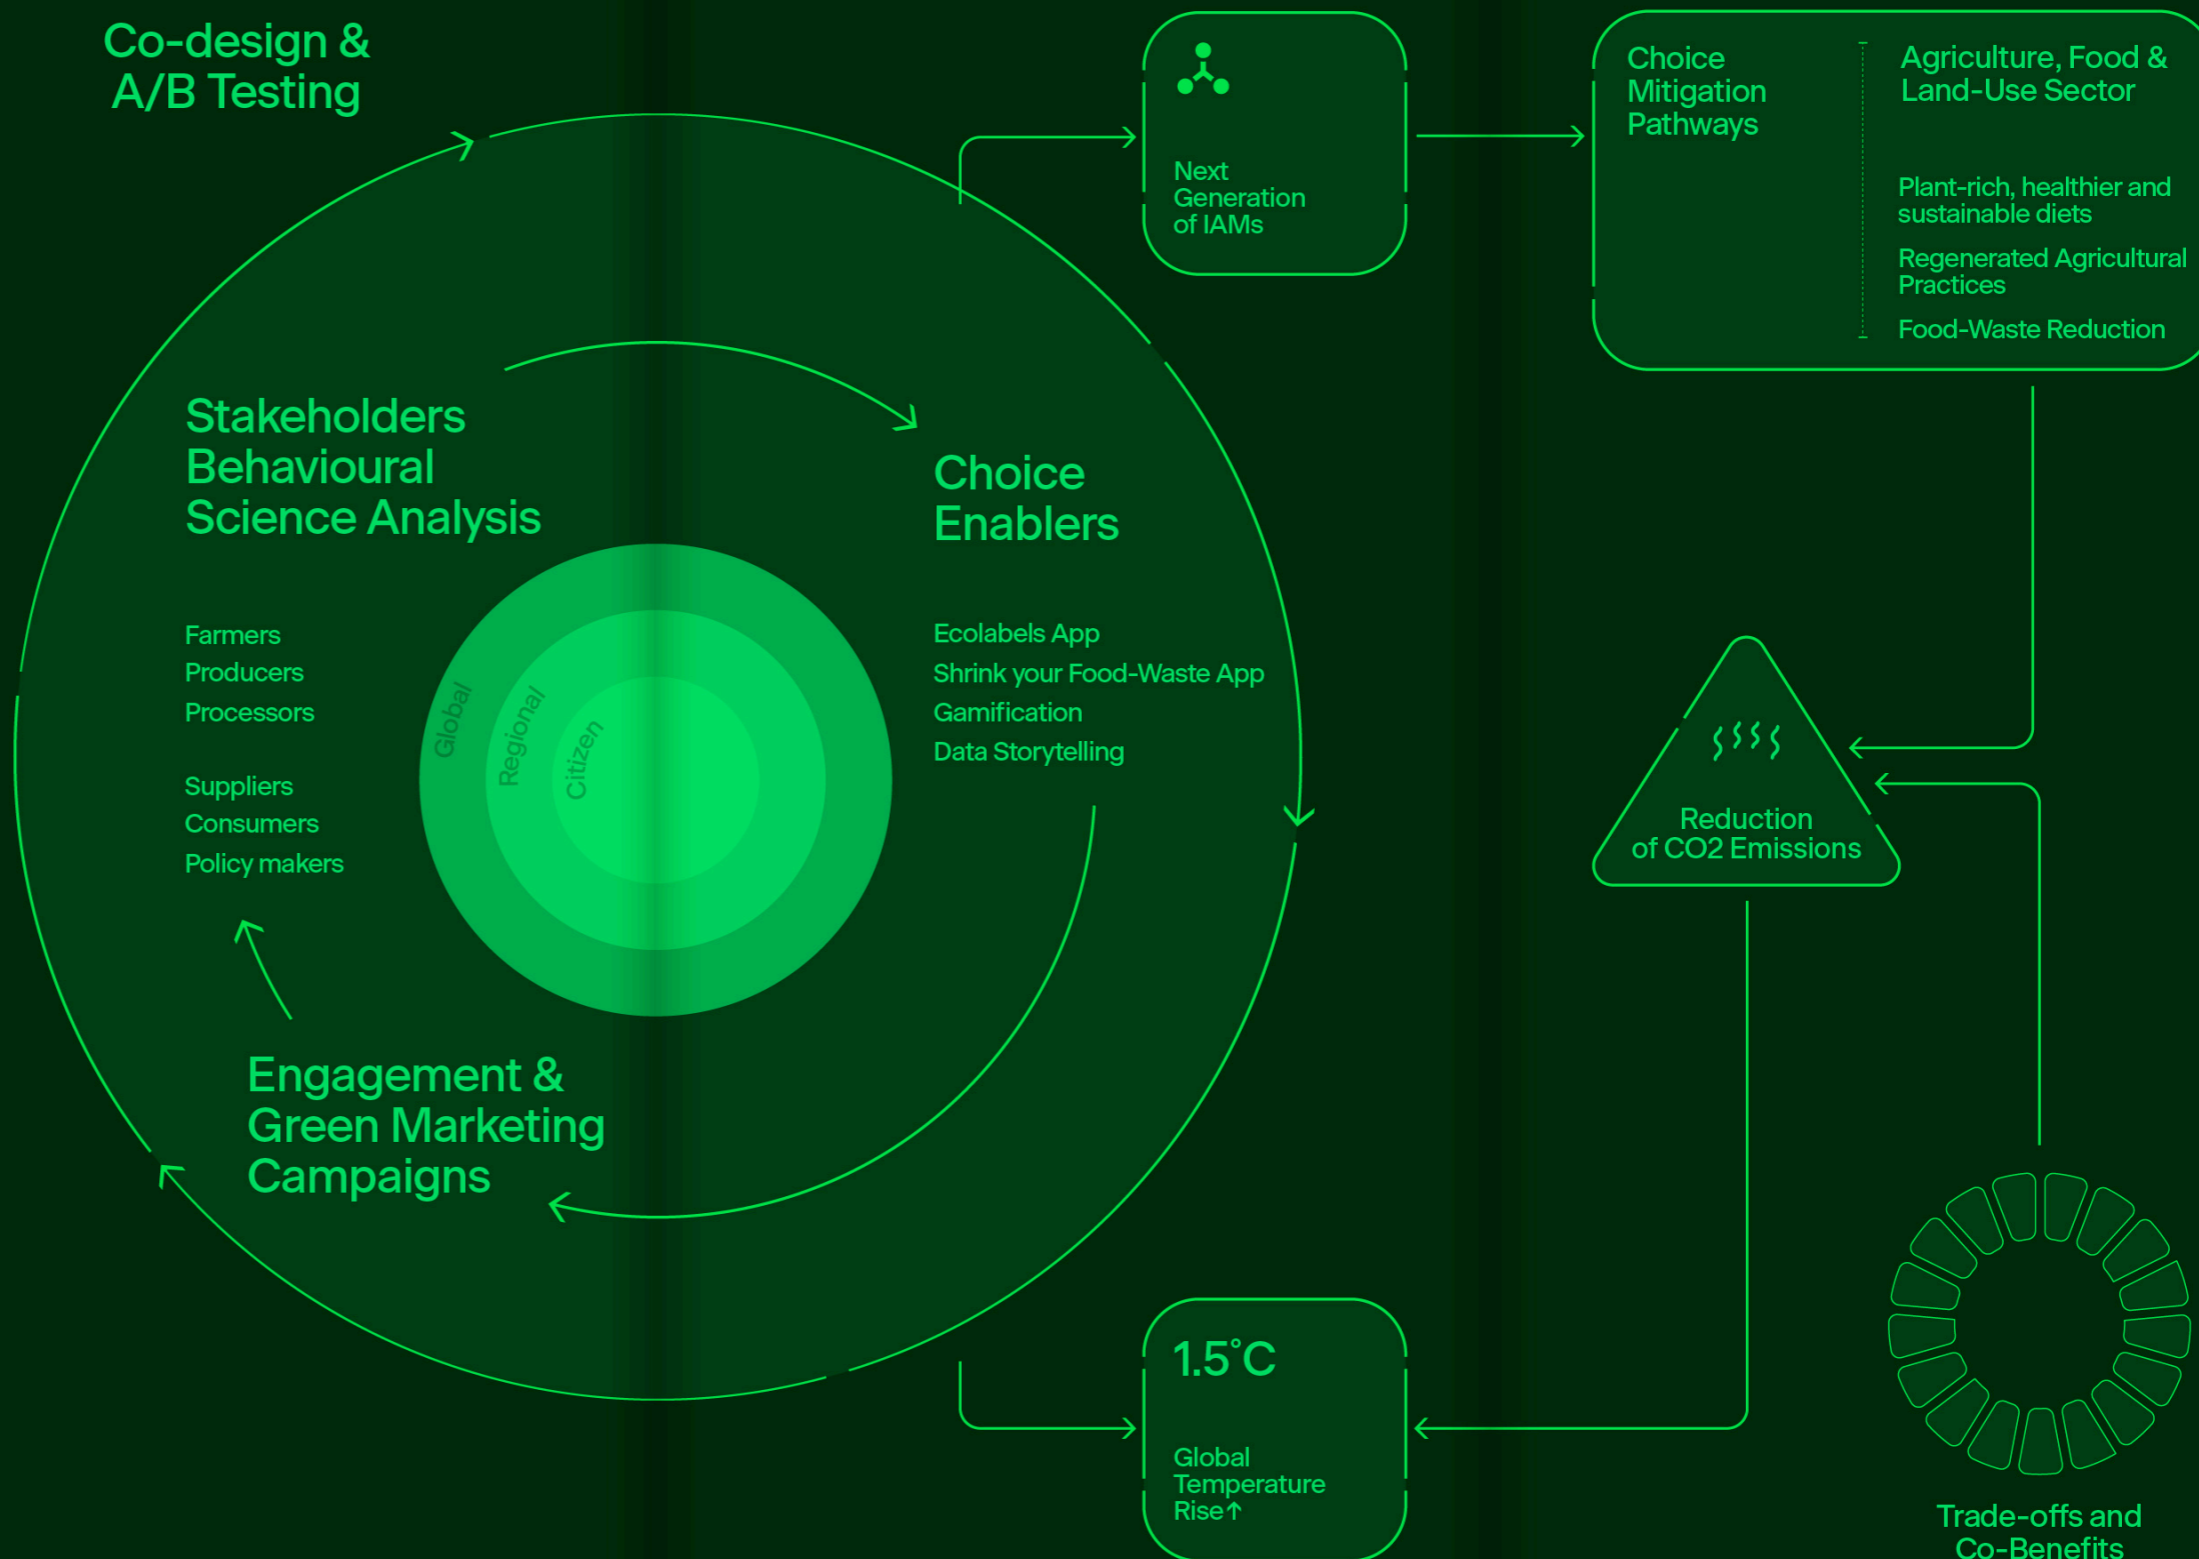 Co-design &
A/B Testing
Stakeholders
Behavioural
Science Analysis
Farmers
Producers
Processors
Suppliers
Consumers
Policy makers
Global
Regional
Citizen
Choice
Enablers
Ecolabels App
Shrink your Food-Waste App
Gamification
Data Storytelling
Engagement &
Green Marketing
Campaigns
Next
Generation
of IAMs
Choice
Mitigation
Pathways
Agriculture, Food &
Land-Use Sector
Plant-rich, healthier and
sustainable diets
Regenerated Agricultural
Practices
Food-Waste Reduction
Reduction
of CO2 Emissions
1.5°C
Global
Temperature
Rise↑
Trade-offs and
Co-Benefits